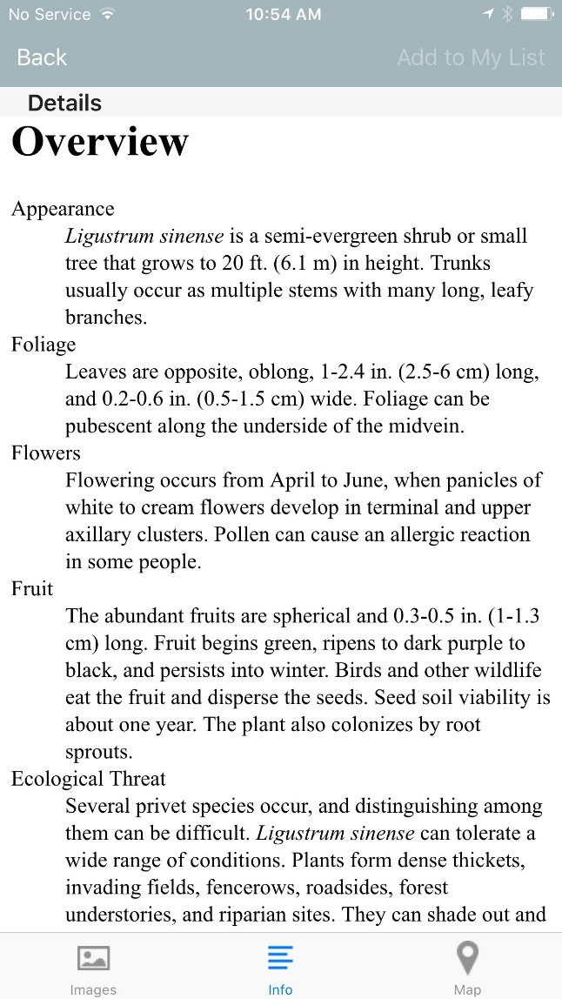 No Service 10:54 AM
Back Add to My List
Details
Overview
Appearance
Ligustrum sinense is a semi-evergreen shrub or small
tree that grows to 20 ft. (6.1 m) in height. Trunks
usually occur as multiple stems with many long, leafy
branches.
Foliage
Leaves are opposite, oblong, 1-2.4 in. (2.5-6 cm) long,
and 0.2-0.6 in. (0.5-1.5 cm) wide. Foliage can be
pubescent along the underside of the midvein.
Flowers
Flowering occurs from April to June, when panicles of
white to cream flowers develop in terminal and upper
axillary clusters. Pollen can cause an allergic reaction
in some people.
Fruit
The abundant fruits are spherical and 0.3-0.5 in. (1-1.3
cm) long. Fruit begins green, ripens to dark purple to
black, and persists into winter. Birds and other wildlife
eat the fruit and disperse the seeds. Seed soil viability is
about one year. The plant also colonizes by root
sprouts.
Ecological Threat
Several privet species occur, and distinguishing among
them can be difficult. Ligustrum sinense can tolerate a
wide range of conditions. Plants form dense thickets,
invading fields, fencerows, roadsides, forest
understories, and riparian sites. They can shade out and
Images Info Map